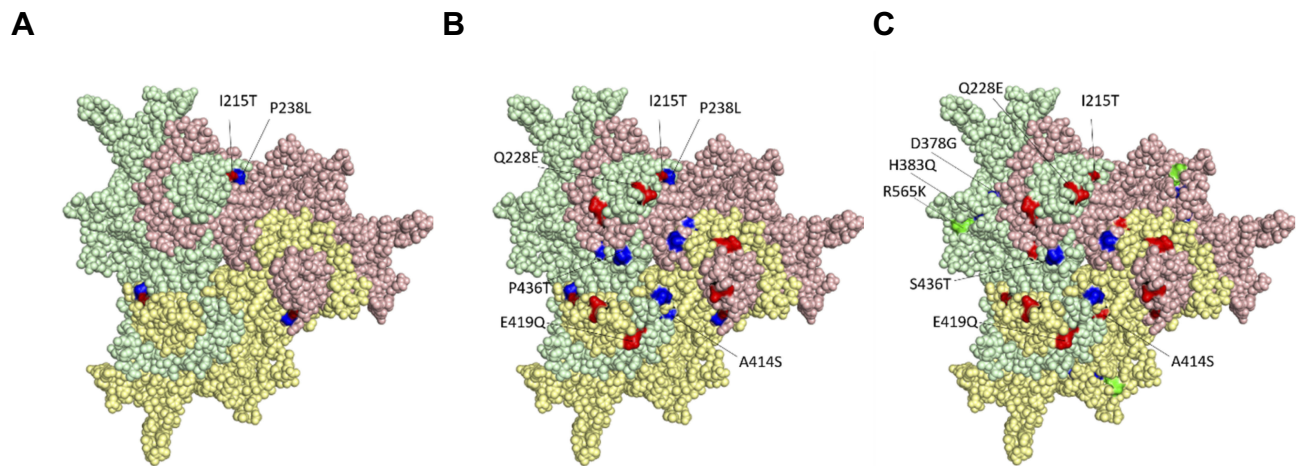 A
B
C
I215T
P238L
I215T
P238L
Q228E
P436T
E419Q
A414S
Q228E
I215T
D378G
H383Q
R565K
S436T
E419Q
A414S